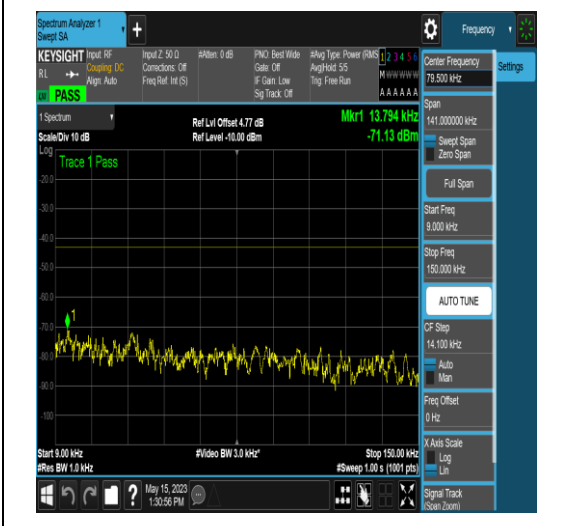 Spectrum Analyzer 1
Swept SA
+
Frequency
KEYSIGHT
RL
PASS
Input: RF
Coupling: DC
Align: Auto
Input Z: 50 Ω
Corrections: Off
Freq Ref: Int (S)
#Atten: 0 dB
PNO: Best Wide
Gate: Off
IF Gain: Low
Sig Track: Off
#Avg Type: Power (RMS
Avg|Hold: 5/5
Trig: Free Run
1 2 3 4 5 6
M W W W W W
A A A A A A
Settings
Center Frequency
79.500 kHz
Span
141.000000 kHz
Swept Span
Zero Span
Full Span
Start Freq
9.000 kHz
Stop Freq
150.000 kHz
AUTO TUNE
CF Step
14.100 kHz
Auto
Man
Freq Offset
0 Hz
X Axis Scale
Log
Lin
Signal Track
(Span Zoom)
1 Spectrum
Scale/Div 10 dB
Ref Lvl Offset 4.77 dB
Ref Level -10.00 dBm
Mkr1 13.794 kHz
-71.13 dBm
Log
Trace 1 Pass
-20.0
-30.0
-40.0
-50.0
-60.0
-70.0
-80.0
-90.0
-100
1
Start 9.00 kHz
#Res BW 1.0 kHz
#Video BW 3.0 kHz*
Stop 150.00 kHz
#Sweep 1.00 s (1001 pts)
?
May 15, 2023
1:30:56 PM